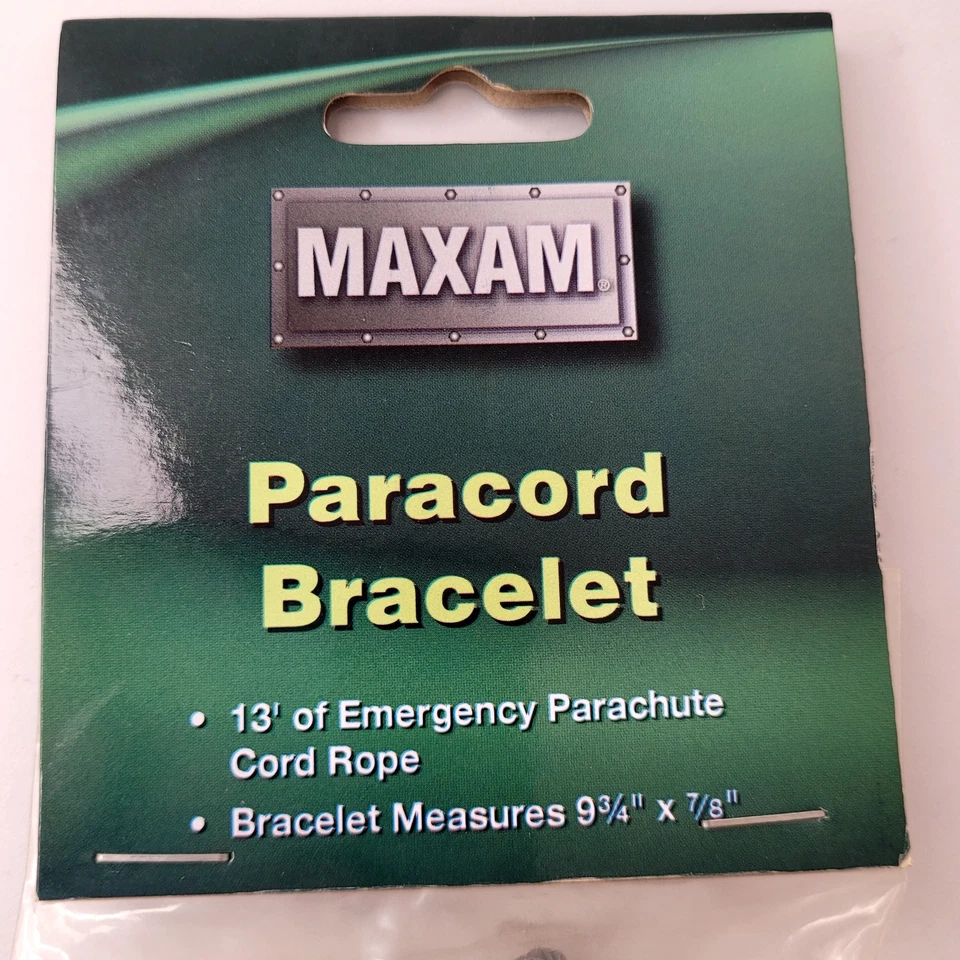 MAXAM®
Paracord
Bracelet
• 13' of Emergency Parachute
Cord Rope
• Bracelet Measures 9¾" x ⅞"